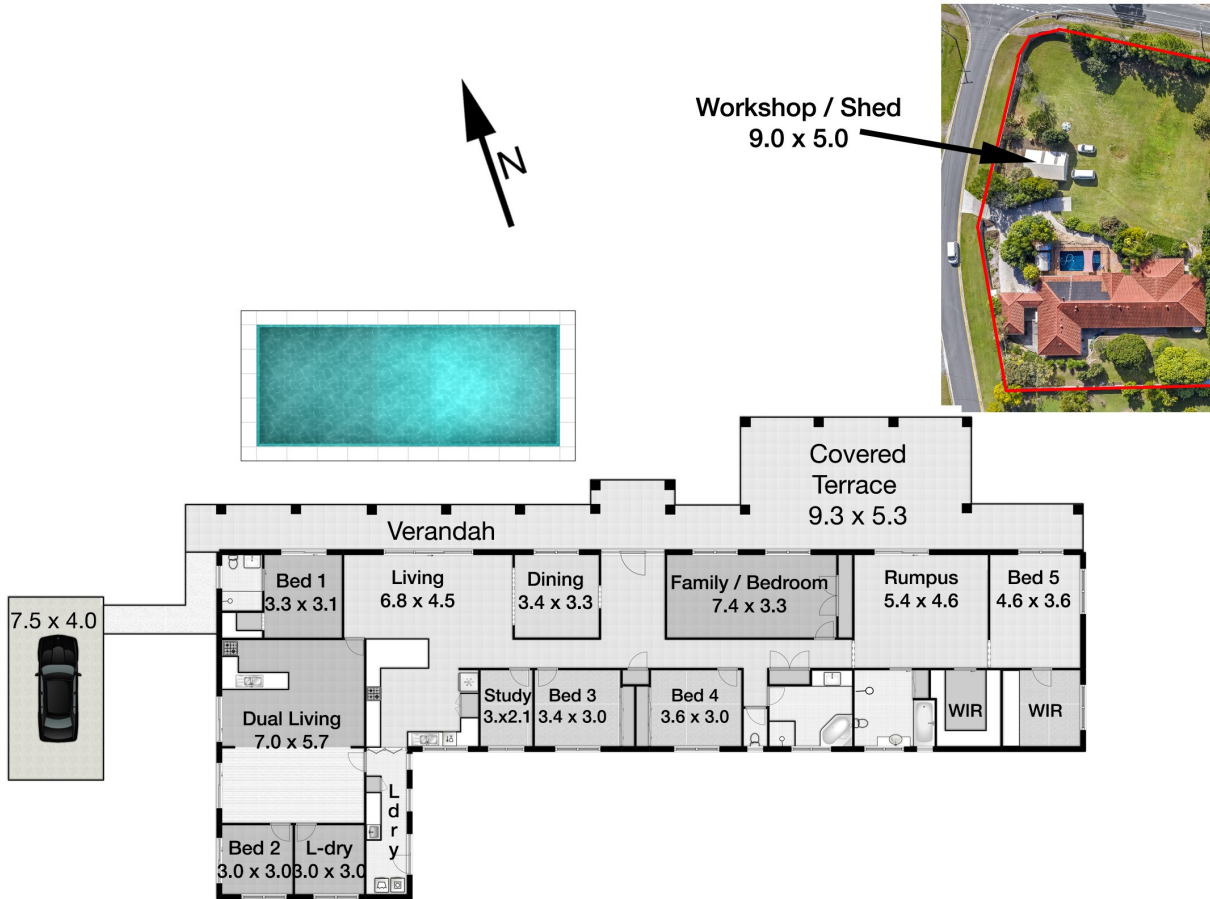 Workshop / Shed
9.0 x 5.0
N
Covered
Terrace
9.3 x 5.3
Verandah
Bed 1
3.3 x 3.1
Living
6.8 x 4.5
Dining
3.4 x 3.3
Family / Bedroom
7.4 x 3.3
Rumpus
5.4 x 4.6
Bed 5
4.6 x 3.6
7.5 x 4.0
Dual Living
7.0 x 5.7
Study
3.x2.1
Bed 3
3.4 x 3.0
Bed 4
3.6 x 3.0
WIR
WIR
Ldry
Bed 2
3.0 x 3.0
L-dry
3.0 x 3.0